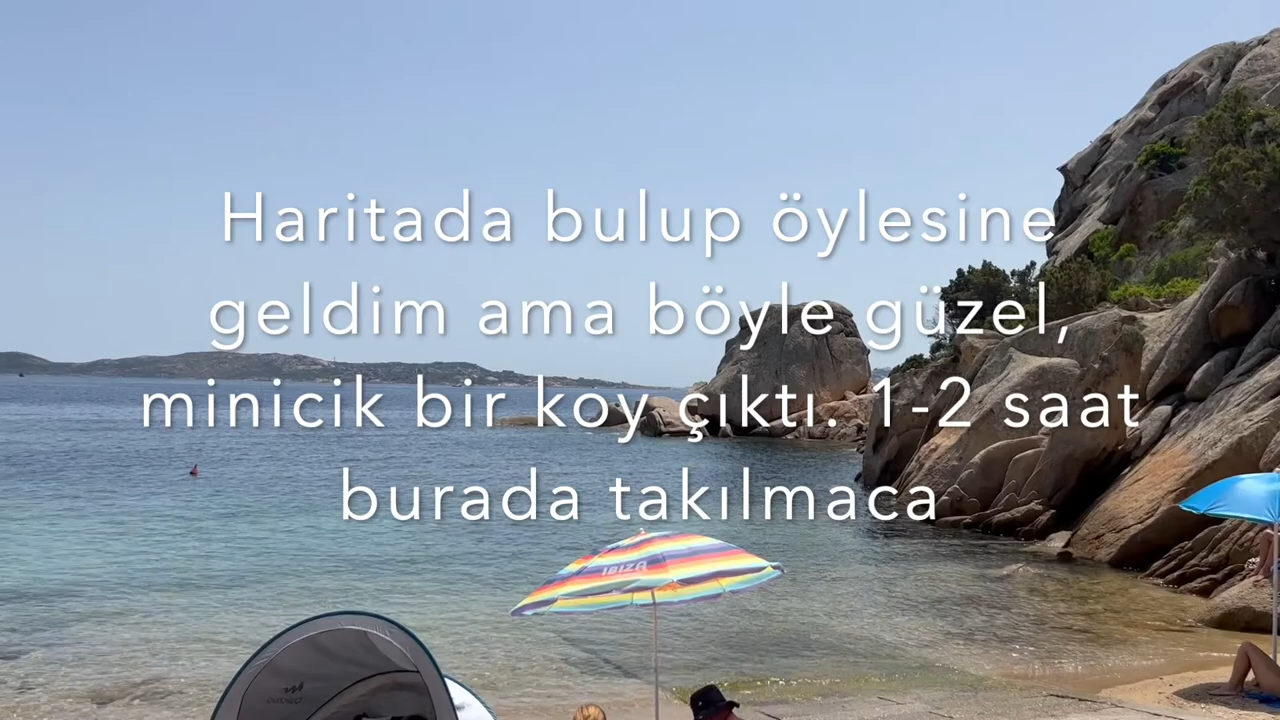 Haritada bulup öylesine
geldim ama böyle güzel,
minicik bir koy çıktı. 1-2 saat
burada takılmaca
IBIZA